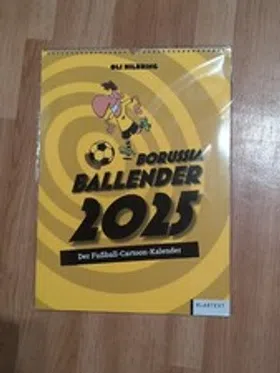 OLI HILBRING
BORUSSIA
BALLENDER
2025
Der Fußball-Cartoon-Kalender
KLARTEXT